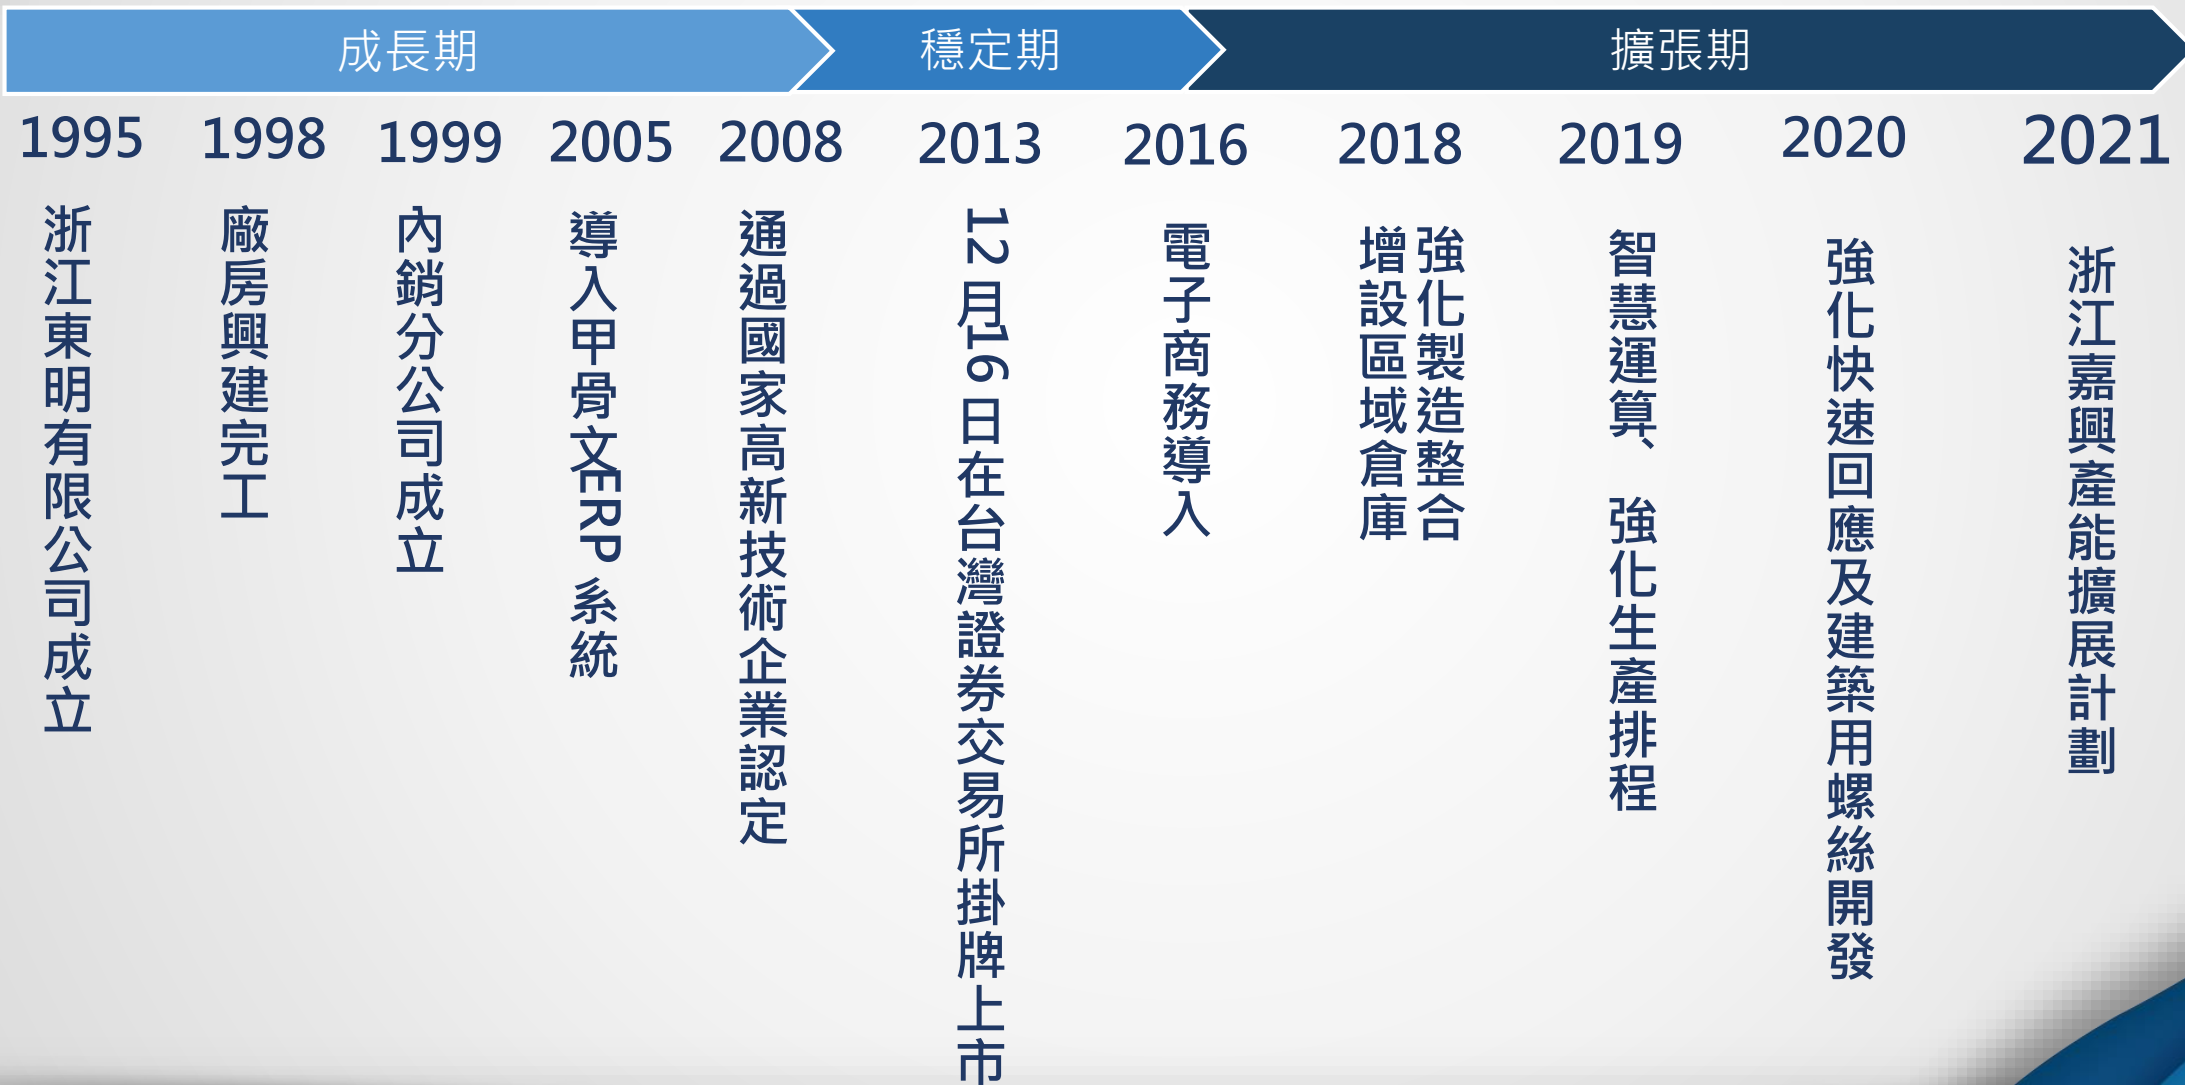 成長期
穩定期
擴張期
1995
浙江東明有限公司成立
1998
廠房興建完工
1999
內銷分公司成立
2005
導入甲骨文ERP 系統
2008
通過國家高新技術企業認定
2013
12月16日在台灣證券交易所掛牌上市
2016
電子商務導入
2018
強化製造整合
增設區域倉庫
2019
智慧運算、強化生產排程
2020
強化快速回應及建築用螺絲開發
2021
浙江嘉興產能擴展計劃